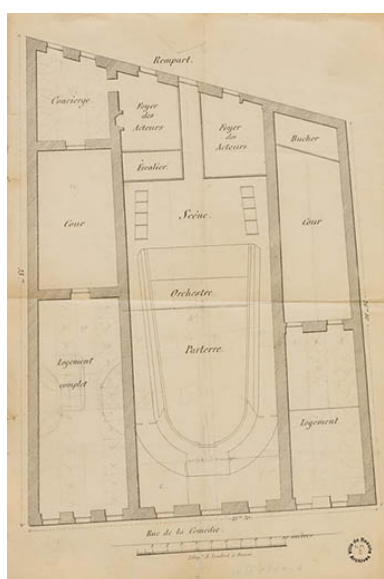 Rempart.
Concierge.
Foyer
des
Acteurs
Foyer
des
Acteurs
Bucher
Escalier.
Cour
Scène.
Cour
Orchestre.
Parterre.
Logement
complet
Logement
Rue de la Comédie
Archives